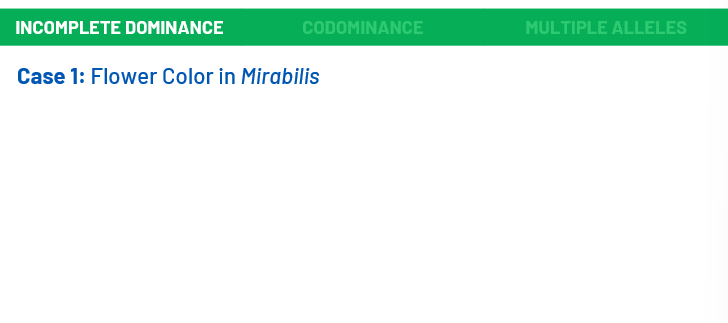 INCOMPLETE DOMINANCE CODOMINANCE MULTIPLE ALLELES
Case 1: Flower Color in Mirabilis